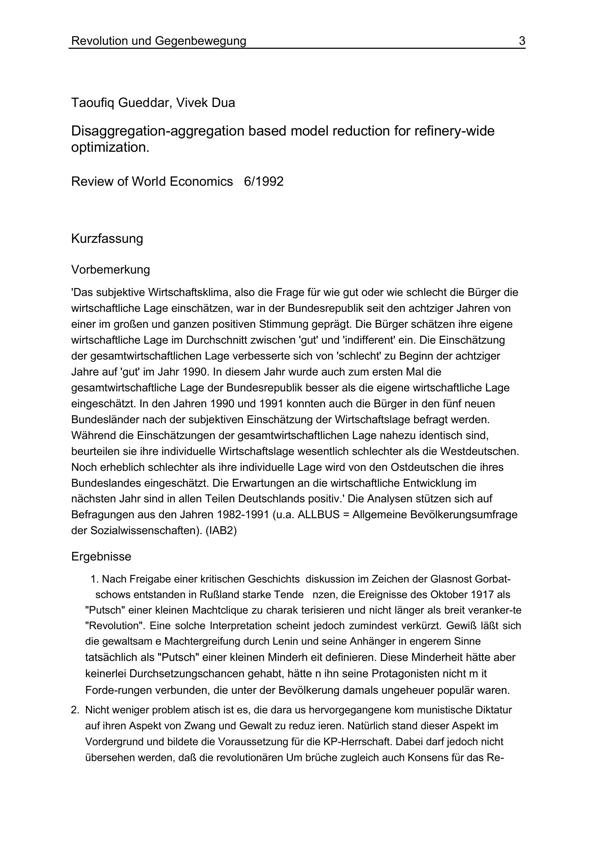 Revolution und Gegenbewegung 3
Taoufiq Gueddar, Vivek Dua
Disaggregation-aggregation based model reduction for refinery-wide
optimization.
Review of World Economics 6/1992
Kurzfassung
Vorbemerkung
'Das subjektive Wirtschaftsklima, also die Frage für wie gut oder wie schlecht die Bürger die
wirtschaftliche Lage einschätzen, war in der Bundesrepublik seit den achtziger Jahren von
einer im großen und ganzen positiven Stimmung geprägt. Die Bürger schätzen ihre eigene
wirtschaftliche Lage im Durchschnitt zwischen 'gut' und 'indifferent' ein. Die Einschätzung
der gesamtwirtschaftlichen Lage verbesserte sich von 'schlecht' zu Beginn der achtziger
Jahre auf 'gut' im Jahr 1990. In diesem Jahr wurde auch zum ersten Mal die
gesamtwirtschaftliche Lage der Bundesrepublik besser als die eigene wirtschaftliche Lage
eingeschätzt. In den Jahren 1990 und 1991 konnten auch die Bürger in den fünf neuen
Bundesländer nach der subjektiven Einschätzung der Wirtschaftslage befragt werden.
Während die Einschätzungen der gesamtwirtschaftlichen Lage nahezu identisch sind,
beurteilen sie ihre individuelle Wirtschaftslage wesentlich schlechter als die Westdeutschen.
Noch erheblich schlechter als ihre individuelle Lage wird von den Ostdeutschen die ihres
Bundeslandes eingeschätzt. Die Erwartungen an die wirtschaftliche Entwicklung im
nächsten Jahr sind in allen Teilen Deutschlands positiv.' Die Analysen stützen sich auf
Befragungen aus den Jahren 1982-1991 (u.a. ALLBUS = Allgemeine Bevölkerungsumfrage
der Sozialwissenschaften). (IAB2)
Ergebnisse
1. Nach Freigabe einer kritischen Geschichts diskussion im Zeichen der Glasnost Gorbat-
schows entstanden in Rußland starke Tende nzen, die Ereignisse des Oktober 1917 als
"Putsch" einer kleinen Machtclique zu charak terisieren und nicht länger als breit veranker-te
"Revolution". Eine solche Interpretation scheint jedoch zumindest verkürzt. Gewiß läßt sich
die gewaltsam e Machtergreifung durch Lenin und seine Anhänger in engerem Sinne
tatsächlich als "Putsch" einer kleinen Minderh eit definieren. Diese Minderheit hätte aber
keinerlei Durchsetzungschancen gehabt, hätte n ihn seine Protagonisten nicht m it
Forde-rungen verbunden, die unter der Bevölkerung damals ungeheuer populär waren.
2. Nicht weniger problem atisch ist es, die dara us hervorgegangene kom munistische Diktatur
auf ihren Aspekt von Zwang und Gewalt zu reduz ieren. Natürlich stand dieser Aspekt im
Vordergrund und bildete die Voraussetzung für die KP-Herrschaft. Dabei darf jedoch nicht
übersehen werden, daß die revolutionären Um brüche zugleich auch Konsens für das Re-